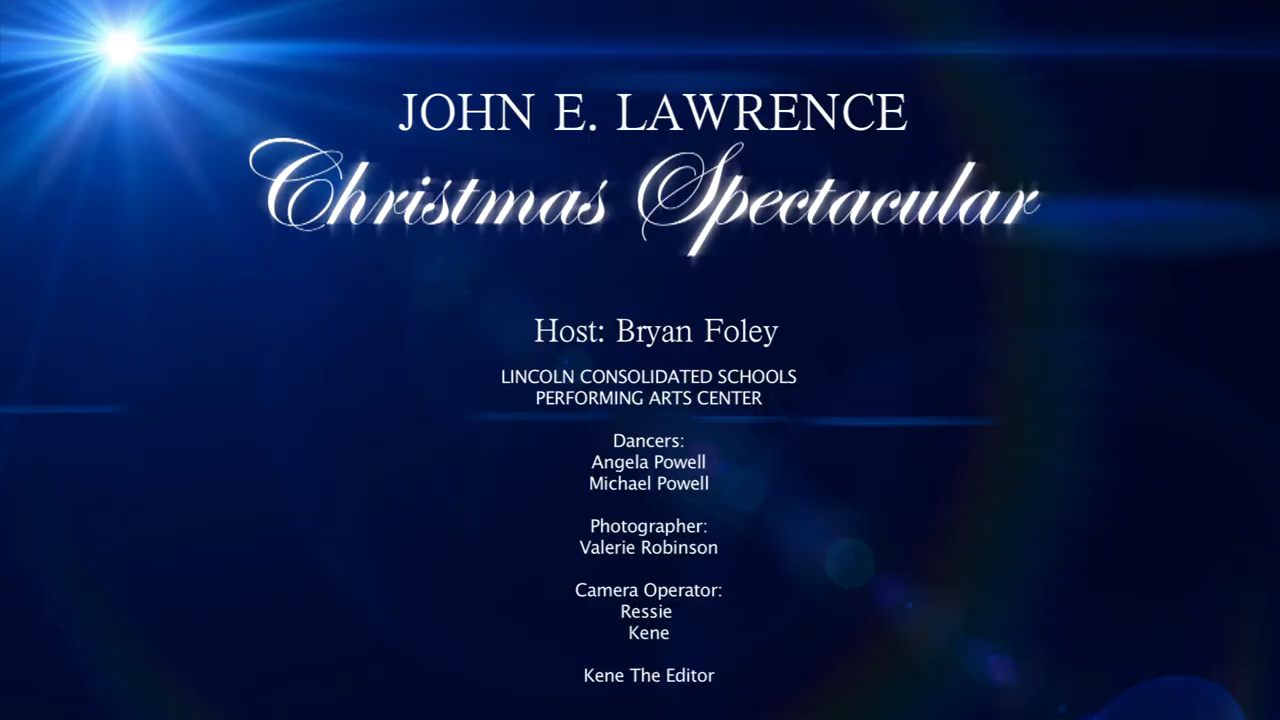 JOHN E. LAWRENCE
Christmas Spectacular
Host: Bryan Foley
LINCOLN CONSOLIDATED SCHOOLS
PERFORMING ARTS CENTER
Dancers:
Angela Powell
Michael Powell
Photographer:
Valerie Robinson
Camera Operator:
Ressie
Kene
Kene The Editor